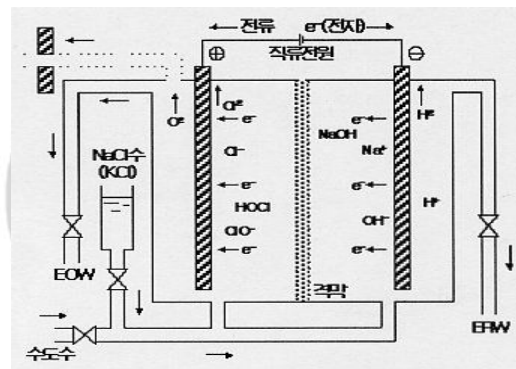 전류 e⁻(전자)
⊕ 직류전원 ⊖
O₂ Cl₂ H₂
e⁻ NaOH e⁻
NaCl수 Cl⁻ Na⁺
(KCl) e⁻ e⁻
HOCl H⁺
ClO⁻ OH⁻
e⁻ e⁻
EOW 격막
ERW
수도수